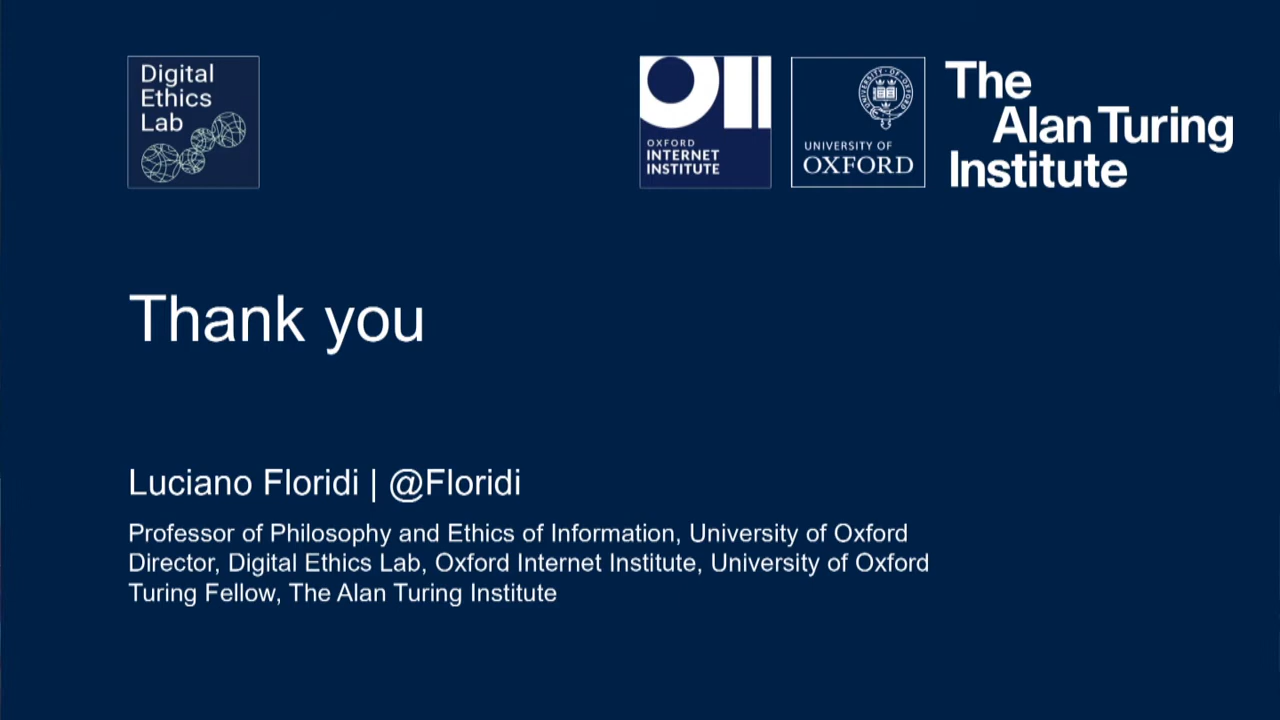 Digital
Ethics
Lab
OXFORD
INTERNET
INSTITUTE
UNIVERSITY OF
OXFORD
The
Alan Turing
Institute
Thank you
Luciano Floridi | @Floridi
Professor of Philosophy and Ethics of Information, University of Oxford
Director, Digital Ethics Lab, Oxford Internet Institute, University of Oxford
Turing Fellow, The Alan Turing Institute